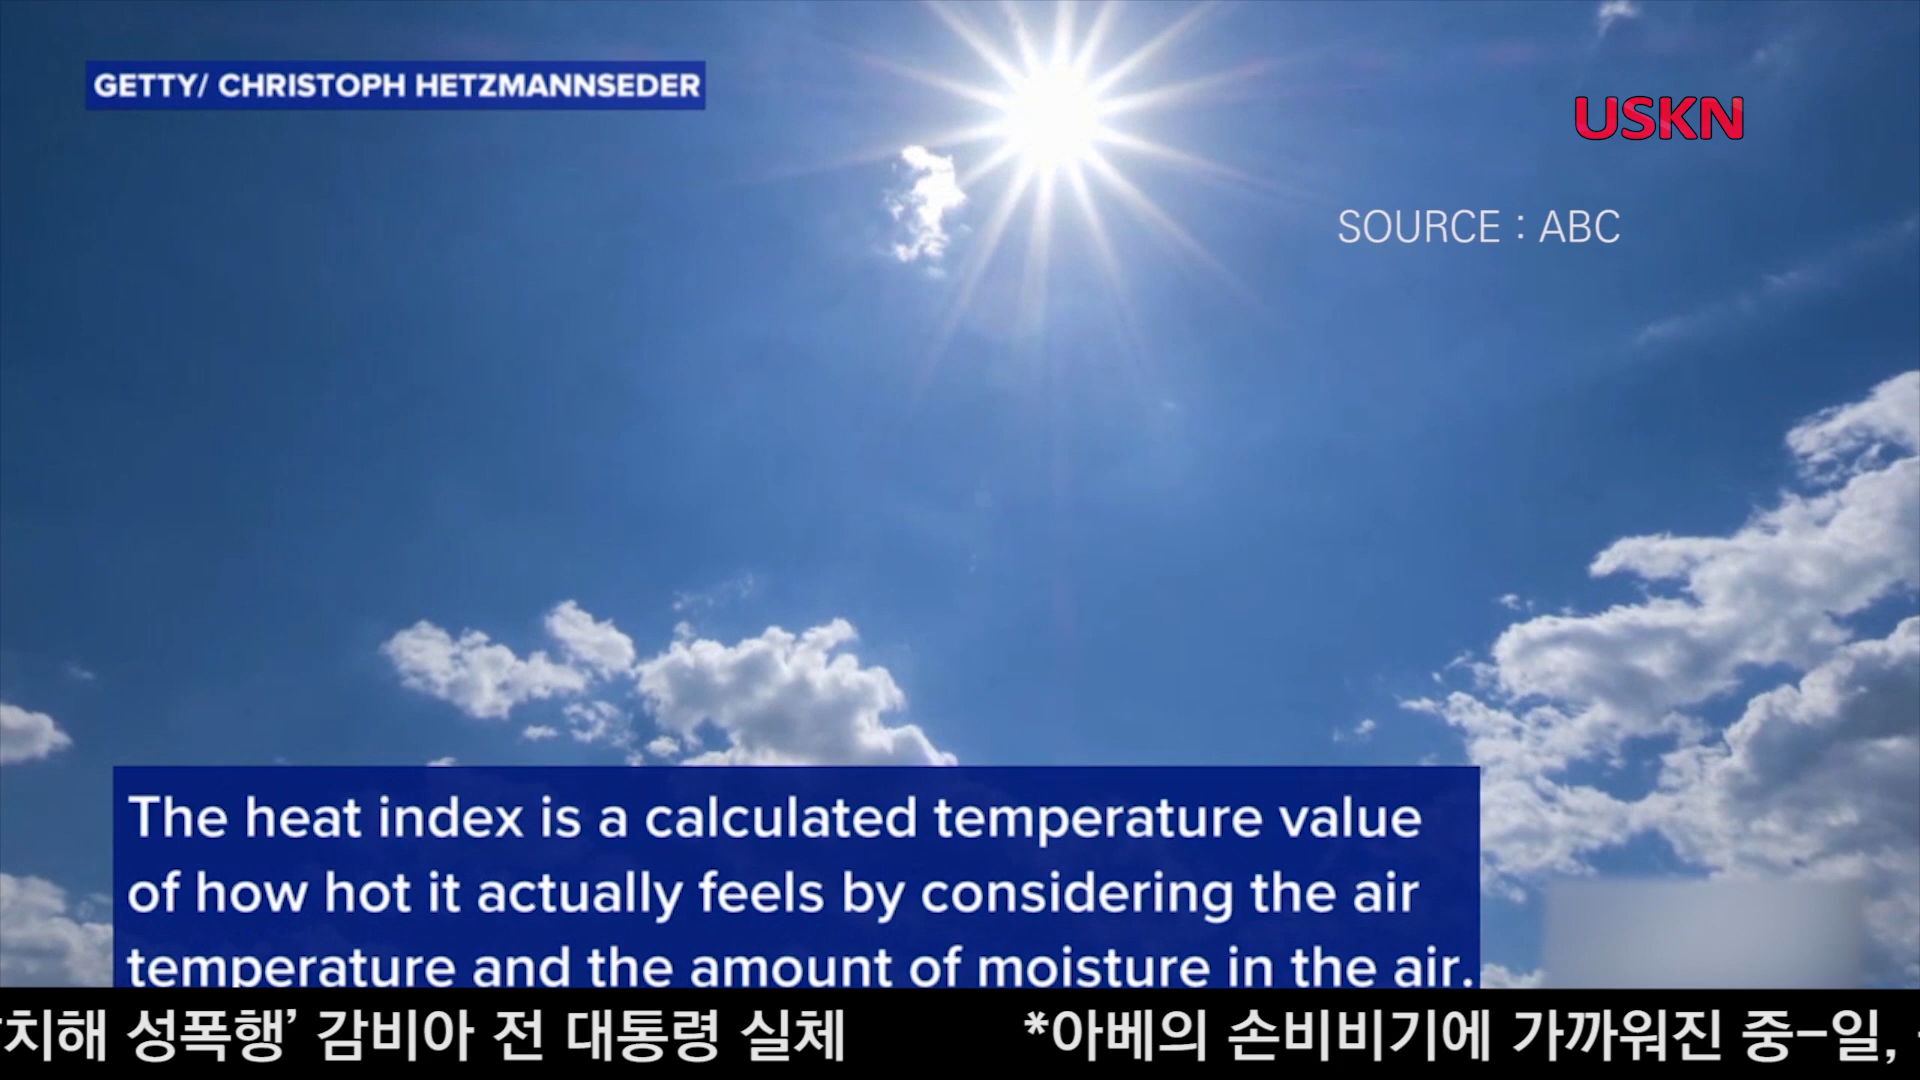 GETTY/ CHRISTOPH HETZMANNSEDER
USKN
SOURCE : ABC
The heat index is a calculated temperature value
of how hot it actually feels by considering the air
temperature and the amount of moisture in the air.
치해 성폭행’ 감비아 전 대통령 실체 *아베의 손비비기에 가까워진 중-일,